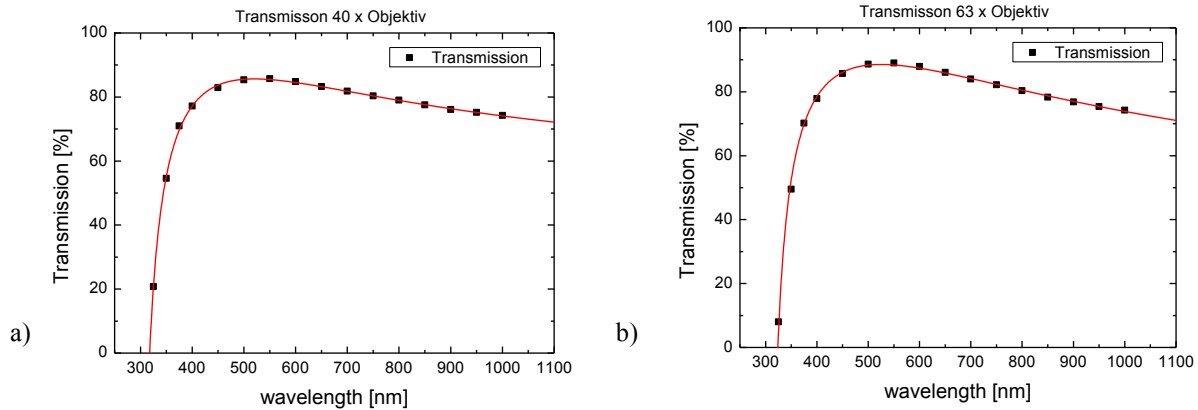 Transmisson 40 x Objektiv
Transmission
100
80
60
40
20
0
Transmission [%]
300 400 500 600 700 800 900 1000 1100
wavelength [nm]
a)
Transmisson 63 x Objektiv
Transmission
100
80
60
40
20
0
Transmission [%]
300 400 500 600 700 800 900 1000 1100
wavelength [nm]
b)